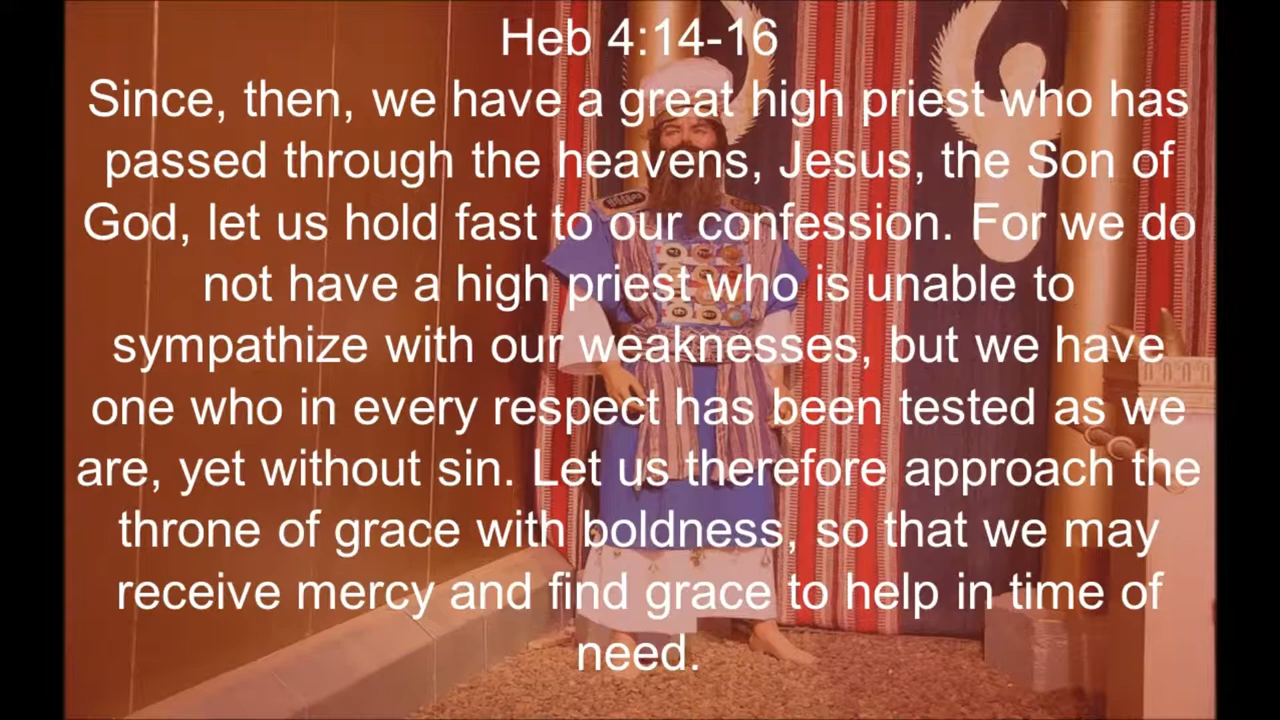 Heb 4:14-16
Since, then, we have a great high priest who has
passed through the heavens, Jesus, the Son of
God, let us hold fast to our confession. For we do
not have a high priest who is unable to
sympathize with our weaknesses, but we have
one who in every respect has been tested as we
are, yet without sin. Let us therefore approach the
throne of grace with boldness, so that we may
receive mercy and find grace to help in time of
need.